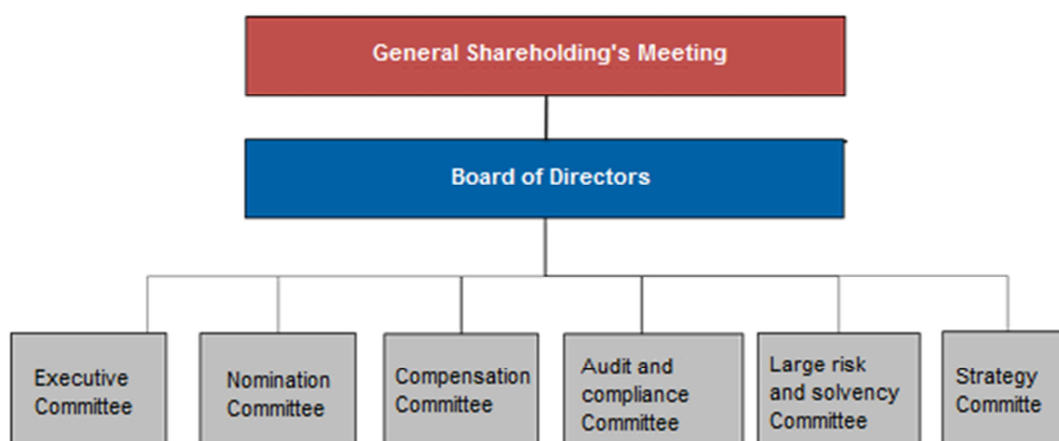 General Shareholding's Meeting
Board of Directors
Executive
Committee
Nomination
Committee
Compensation
Committee
Audit and
compliance
Committee
Large risk
and solvency
Committee
Strategy
Committe